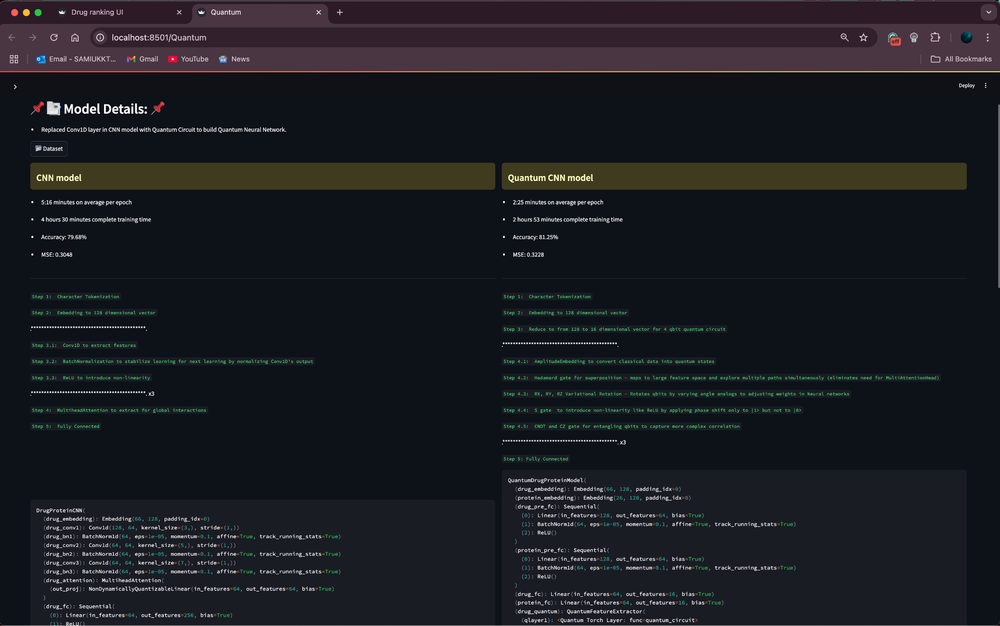 Drug ranking UI
Quantum
localhost:8501/Quantum
off
Email - SAMIUKKT...
Gmail
YouTube
News
All Bookmarks
Deploy
Model Details:
• Replaced Conv1D layer in CNN model with Quantum Circuit to build Quantum Neural Network.
Dataset
CNN model
• 5:16 minutes on average per epoch
• 4 hours 30 minutes complete training time
• Accuracy: 79.68%
• MSE: 0.3048
Step 1:  Character Tokenization
Step 2:  Embedding to 128 dimensional vector
Step 3.1:  Conv1D to extract features
Step 3.2:  BatchNormalization to stabilize learning for next learning by normalizing Conv1D's output
Step 3.3:  ReLU to introduce non-linearity
x3
Step 4:  MultiheadAttention to extract for global interactions
Step 5:  Fully Connected
DrugProteinCNN(
(drug_embedding): Embedding(66, 128, padding_idx=0)
(drug_conv1): Conv1d(128, 64, kernel_size=(3,), stride=(1,))
(drug_bn1): BatchNorm1d(64, eps=1e-05, momentum=0.1, affine=True, track_running_stats=True)
(drug_conv2): Conv1d(64, 64, kernel_size=(5,), stride=(1,))
(drug_bn2): BatchNorm1d(64, eps=1e-05, momentum=0.1, affine=True, track_running_stats=True)
(drug_conv3): Conv1d(64, 64, kernel_size=(7,), stride=(1,))
(drug_bn3): BatchNorm1d(64, eps=1e-05, momentum=0.1, affine=True, track_running_stats=True)
(drug_attention): MultiheadAttention(
(out_proj): NonDynamicallyQuantizableLinear(in_features=64, out_features=64, bias=True)
)
(drug_fc): Sequential(
(0): Linear(in_features=64, out_features=256, bias=True)
(1): ReLU()
Quantum CNN model
• 2:25 minutes on average per epoch
• 2 hours 53 minutes complete training time
• Accuracy: 81.25%
• MSE: 0.3228
Step 1:  Character Tokenization
Step 2:  Embedding to 128 dimensional vector
Step 3:  Reduce to from 128 to 16 dimensional vector for 4 qbit quantum circuit
Step 4.1:  AmplitudeEmbedding to convert classical data into quantum states
Step 4.2:  Hadamard gate for superposition - maps to large feature space and explore multiple paths simultaneously (eliminates need for MultiAttentionHead)
Step 4.3:  RX, RY, RZ Variational Rotation - Rotates qbits by varying angle analogs to adjusting weights in Neural networks
Step 4.4:  S gate  to introduce non-linearity like ReLU by applying phase shift only to |1> but not to |0>
Step 4.5:  CNOT and CZ gate for entangling qbits to capture more complex correlation
x3
Step 5: Fully Connected
QuantumDrugProteinModel(
(drug_embedding): Embedding(66, 128, padding_idx=0)
(protein_embedding): Embedding(26, 128, padding_idx=0)
(drug_pre_fc): Sequential(
(0): Linear(in_features=128, out_features=64, bias=True)
(1): BatchNorm1d(64, eps=1e-05, momentum=0.1, affine=True, track_running_stats=True)
(2): ReLU()
)
(protein_pre_fc): Sequential(
(0): Linear(in_features=128, out_features=64, bias=True)
(1): BatchNorm1d(64, eps=1e-05, momentum=0.1, affine=True, track_running_stats=True)
(2): ReLU()
)
(drug_fc): Linear(in_features=64, out_features=16, bias=True)
(protein_fc): Linear(in_features=64, out_features=16, bias=True)
(drug_quantum): QuantumFeatureExtractor(
(qlayer1): <Quantum Torch Layer: func=quantum_circuit>